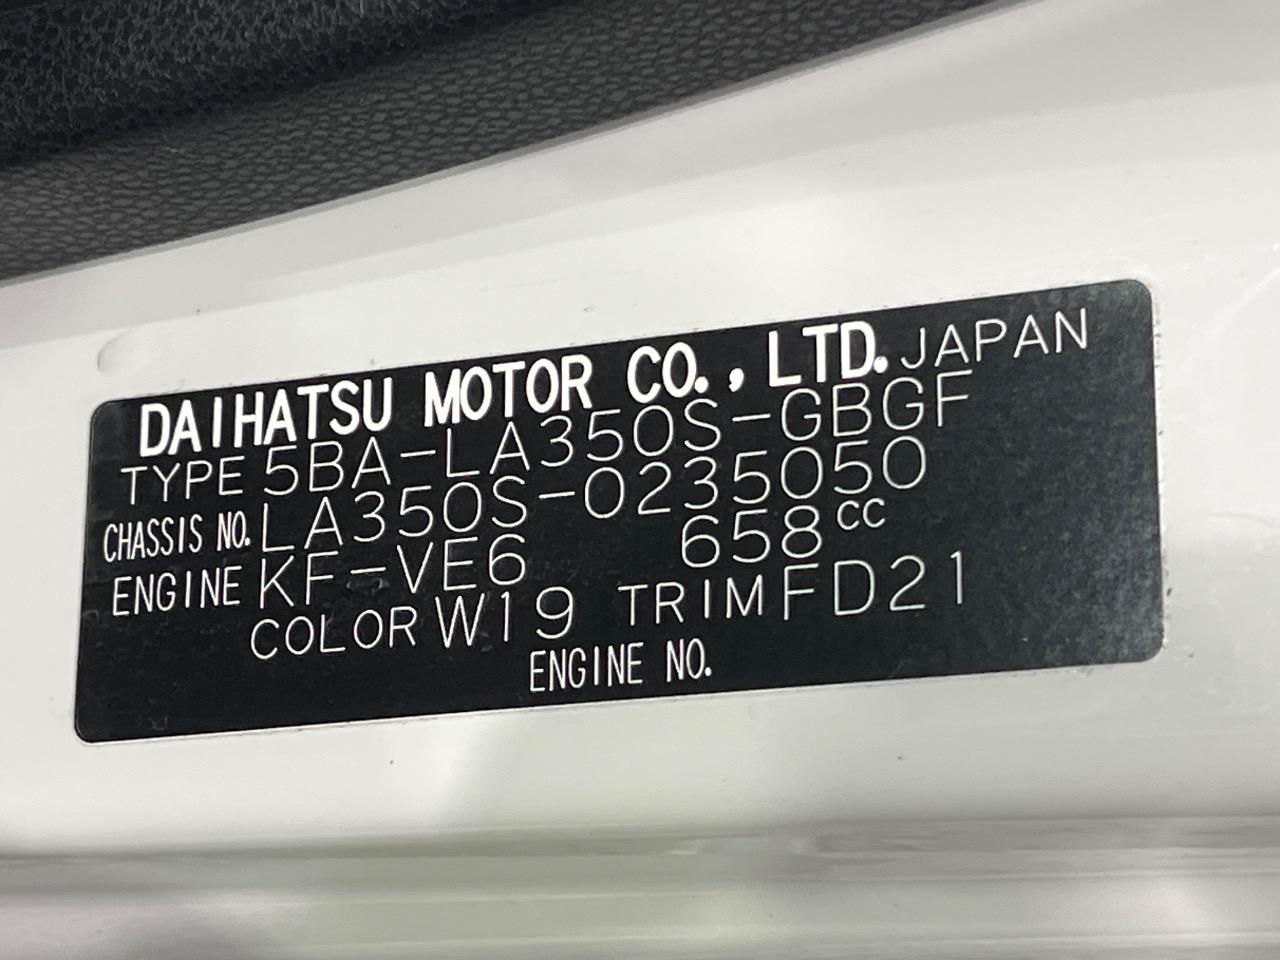 DAIHATSU MOTOR CO., LTD. JAPAN
TYPE 5BA-LA350S-GBGF
CHASSIS NO. LA350S-0235050
ENGINE KF-VE6 658cc
COLOR W19 TRIM FD21
ENGINE NO.